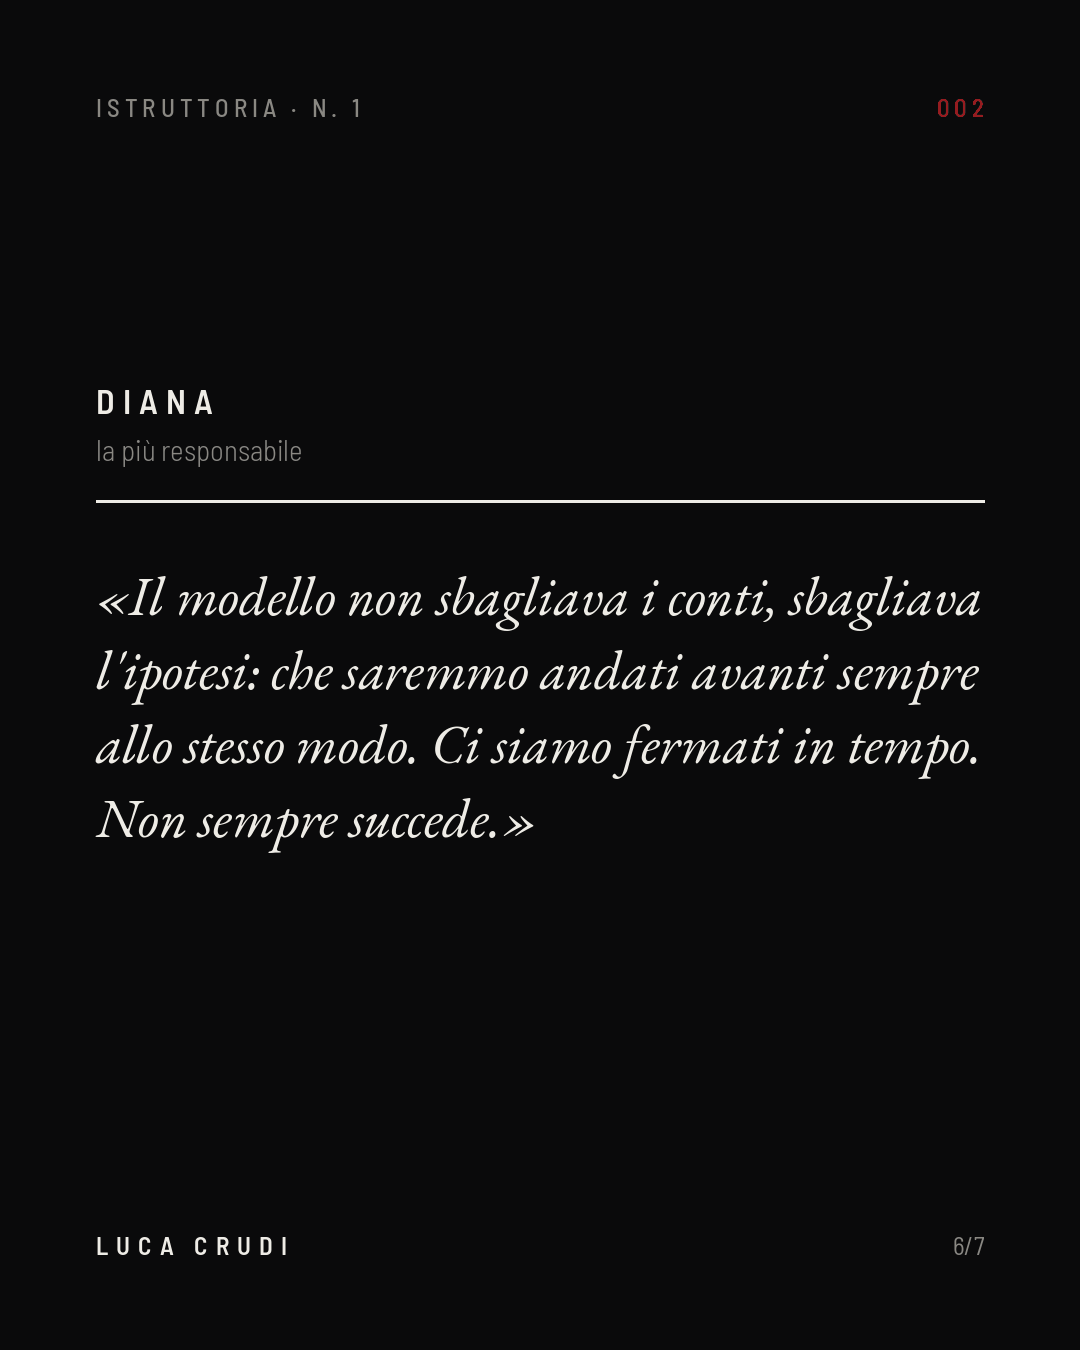 ISTRUTTORIA · N. 1
002
DIANA
la più responsabile
«Il modello non sbagliava i conti, sbagliava
l'ipotesi: che saremmo andati avanti sempre
allo stesso modo. Ci siamo fermati in tempo.
Non sempre succede.»
LUCA CRUDI
6/7